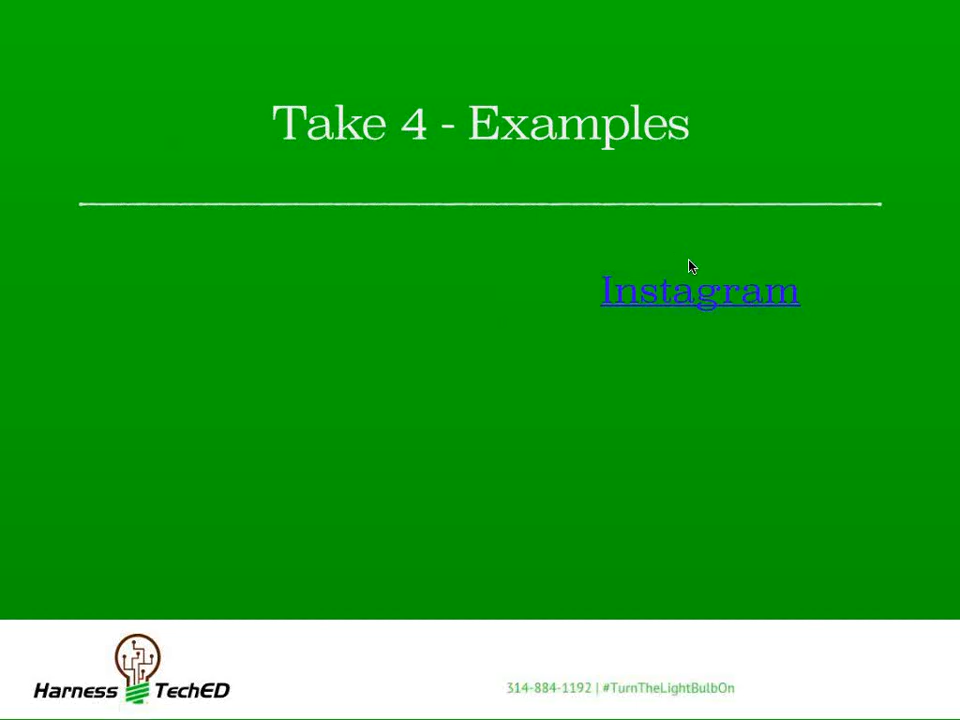 Take 4 - Examples
Instagram
Harness TechED
314-884-1192 | #TurnTheLightBulbOn